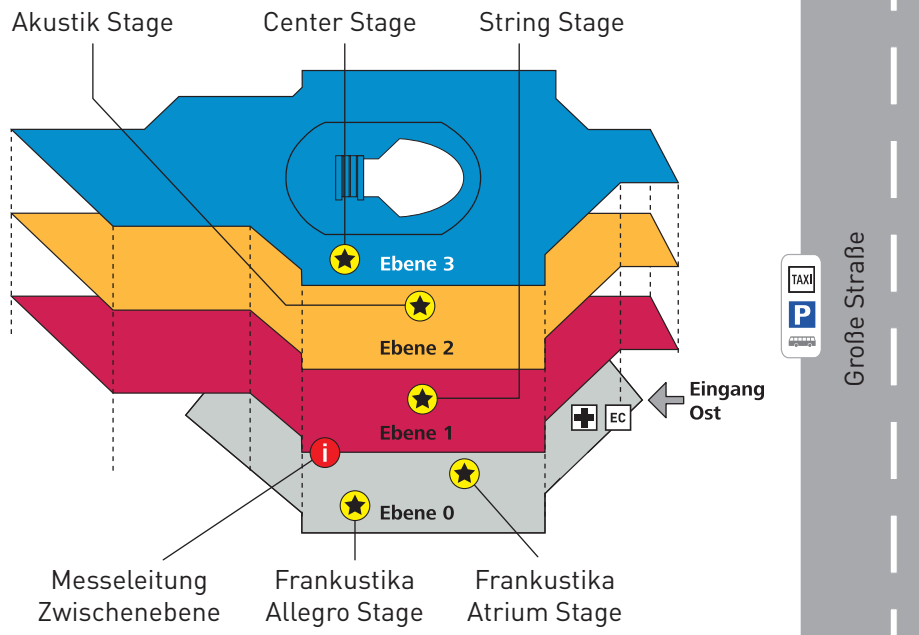 Akustik Stage
Center Stage
String Stage
Ebene 3
Ebene 2
Ebene 1
Ebene 0
i
EC
Eingang
Ost
TAXI
P
Große Straße
Messeleitung
Zwischenebene
Frankustika
Allegro Stage
Frankustika
Atrium Stage